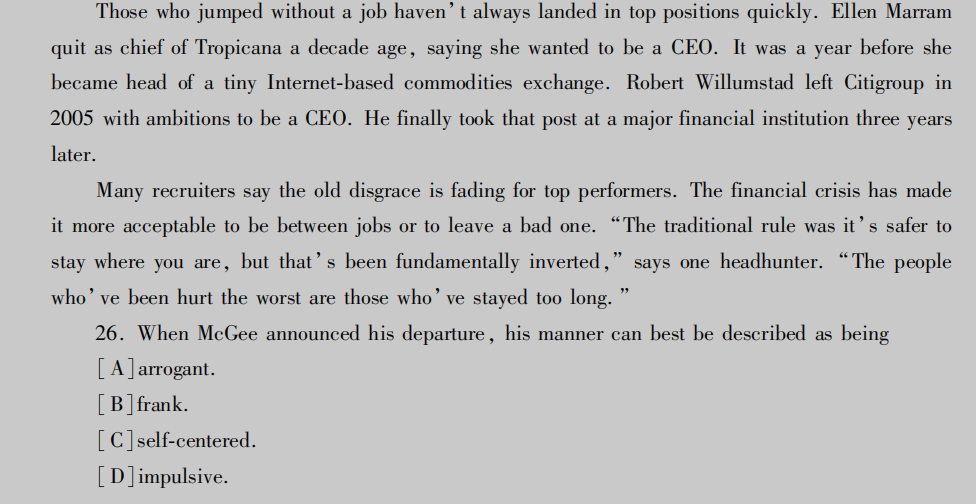 Those who jumped without a job haven’t always landed in top positions quickly. Ellen Marram
quit as chief of Tropicana a decade age, saying she wanted to be a CEO. It was a year before she
became head of a tiny Internet-based commodities exchange. Robert Willumstad left Citigroup in
2005 with ambitions to be a CEO. He finally took that post at a major financial institution three years
later.
Many recruiters say the old disgrace is fading for top performers. The financial crisis has made
it more acceptable to be between jobs or to leave a bad one. “The traditional rule was it’s safer to
stay where you are, but that’s been fundamentally inverted,” says one headhunter. “The people
who’ve been hurt the worst are those who’ve stayed too long.”
26. When McGee announced his departure, his manner can best be described as being
[A]arrogant.
[B]frank.
[C]self-centered.
[D]impulsive.